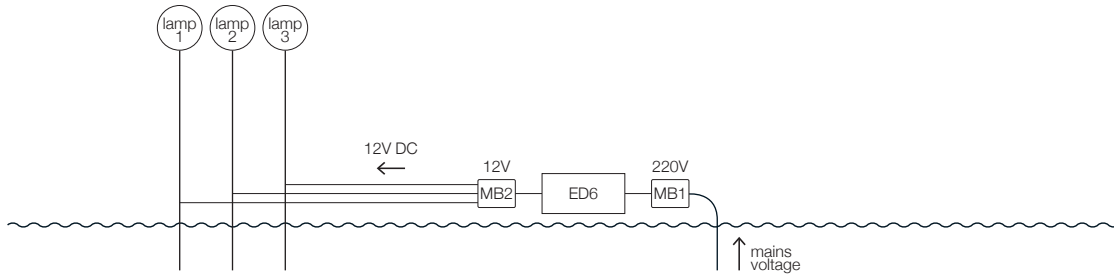 lamp
1
lamp
2
lamp
3
12V DC
12V
220V
MB2
ED6
MB1
mains
voltage